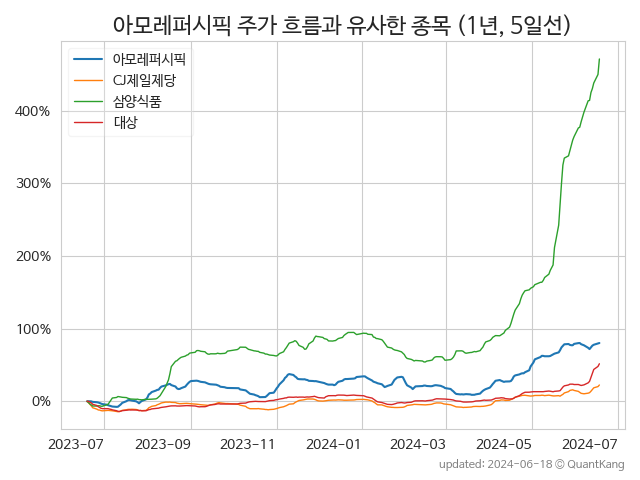 아모레퍼시픽 주가 흐름과 유사한 종목 (1년, 5일선)
아모레퍼시픽
CJ제일제당
삼양식품
대상
400%
300%
200%
100%
0%
2023-07 2023-09 2023-11 2024-01 2024-03 2024-05 2024-07
updated: 2024-06-18 © QuantKang